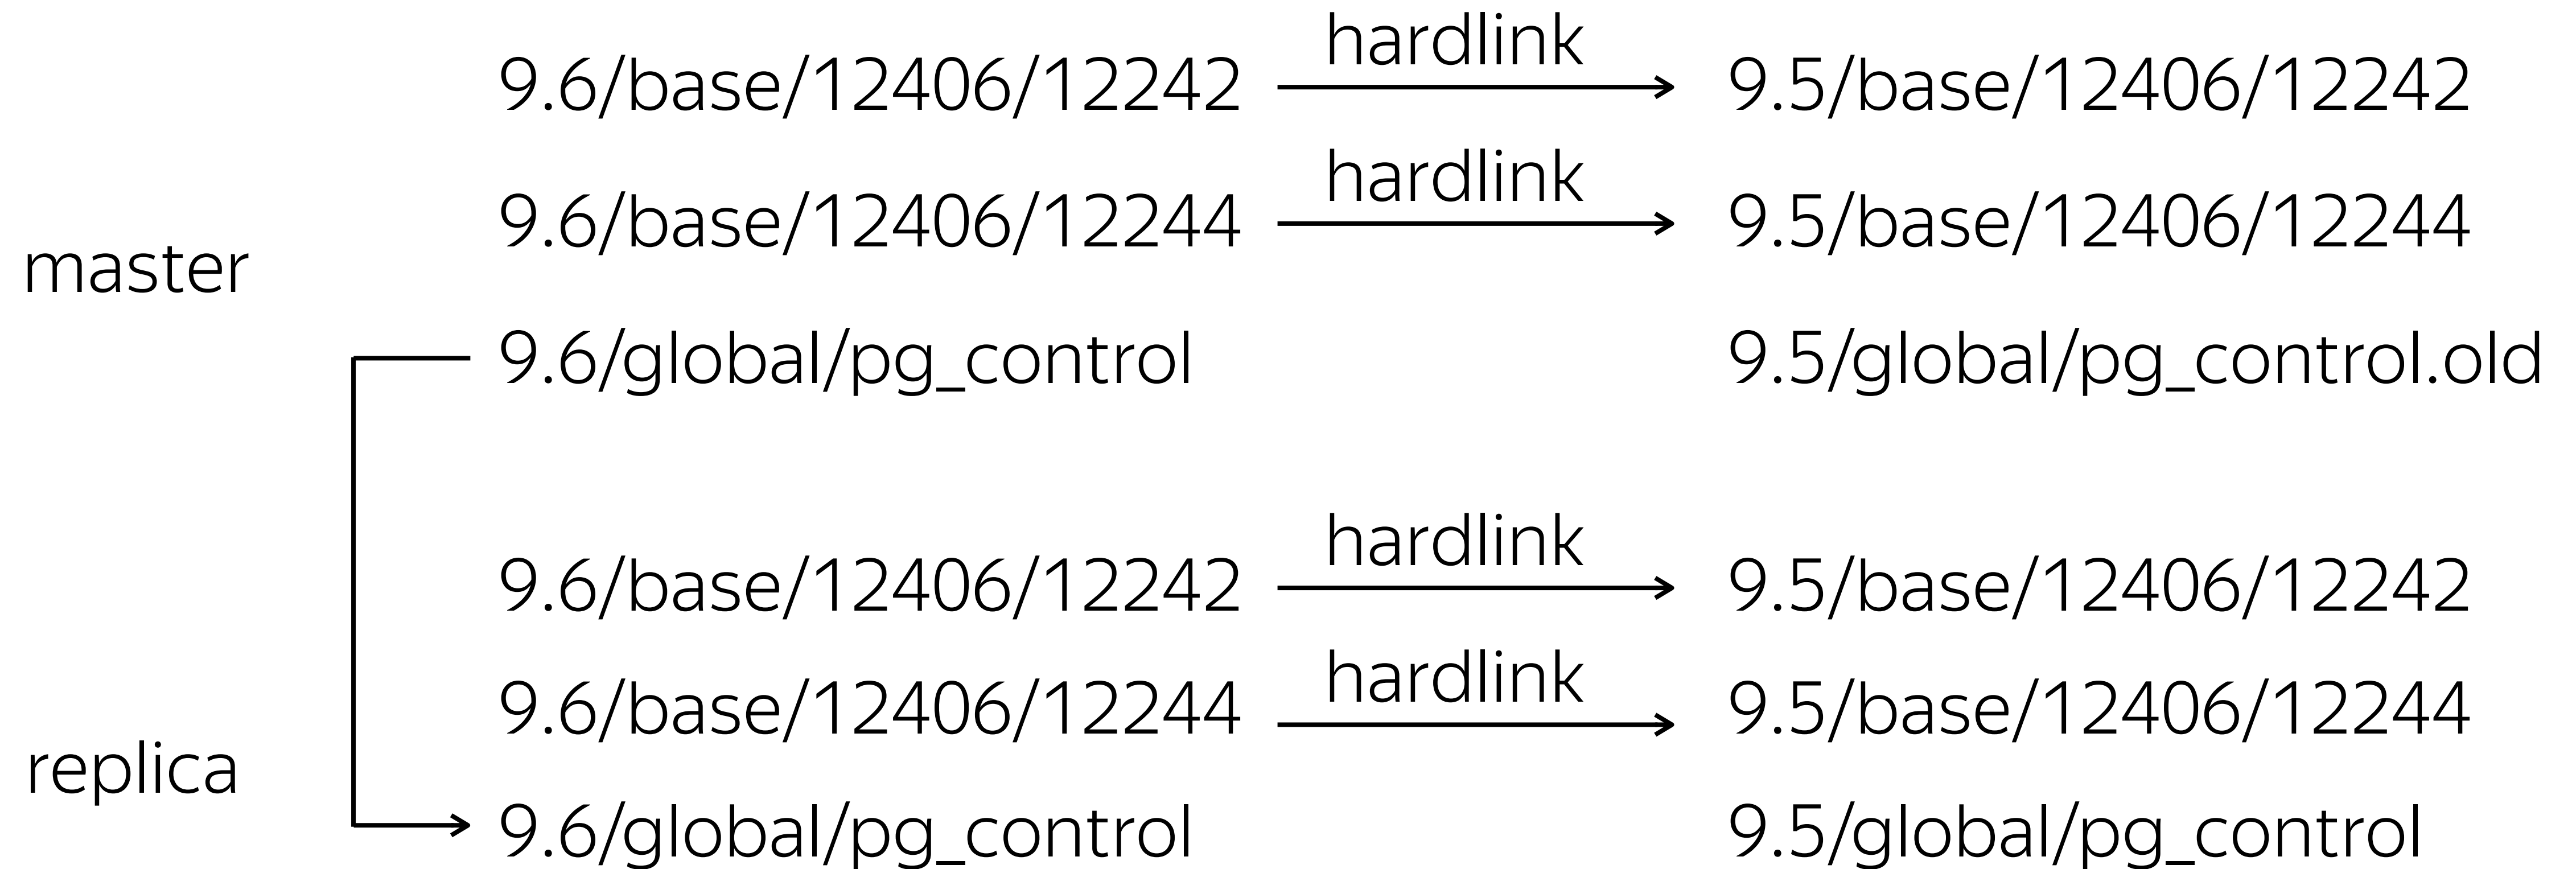 hardlink
9.6/base/12406/12242 9.5/base/12406/12242
hardlink
9.6/base/12406/12244 9.5/base/12406/12244
master
9.6/global/pg_control 9.5/global/pg_control.old
hardlink
9.6/base/12406/12242 9.5/base/12406/12242
hardlink
9.6/base/12406/12244 9.5/base/12406/12244
replica
9.6/global/pg_control 9.5/global/pg_control